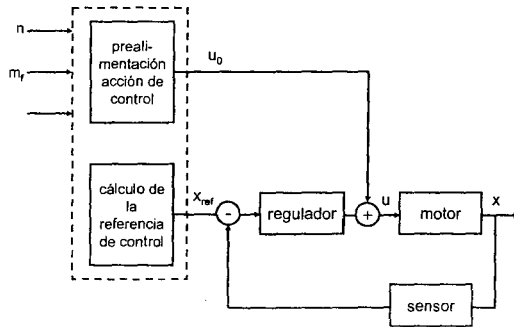 n
m_f
preali-
mentación
acción de
control
u_0
cálculo de
la
referencia
de control
x_ref
-
regulador
+
u
motor
x
sensor